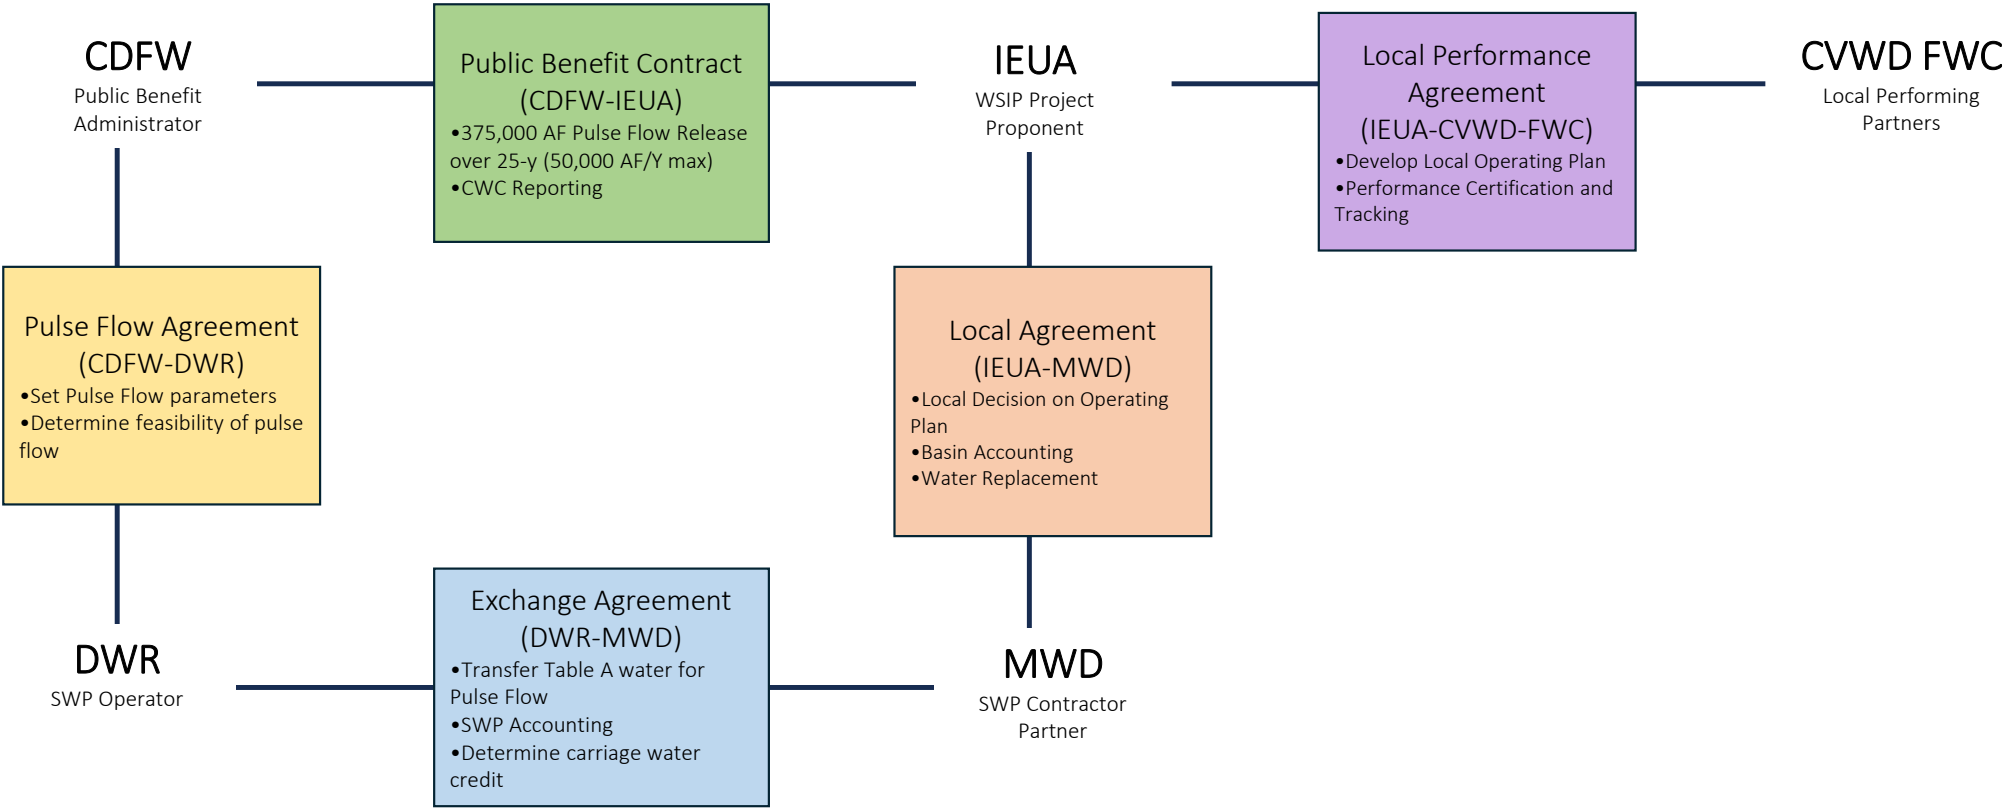 CDFW
Public Benefit
Administrator
Public Benefit Contract
(CDFW-IEUA)
•375,000 AF Pulse Flow Release
over 25-y (50,000 AF/Y max)
•CWC Reporting
IEUA
WSIP Project
Proponent
Local Performance
Agreement
(IEUA-CVWD-FWC)
•Develop Local Operating Plan
•Performance Certification and
Tracking
CVWD FWC
Local Performing
Partners
Pulse Flow Agreement
(CDFW-DWR)
•Set Pulse Flow parameters
•Determine feasibility of pulse
flow
Local Agreement
(IEUA-MWD)
•Local Decision on Operating
Plan
•Basin Accounting
•Water Replacement
DWR
SWP Operator
Exchange Agreement
(DWR-MWD)
•Transfer Table A water for
Pulse Flow
•SWP Accounting
•Determine carriage water
credit
MWD
SWP Contractor
Partner